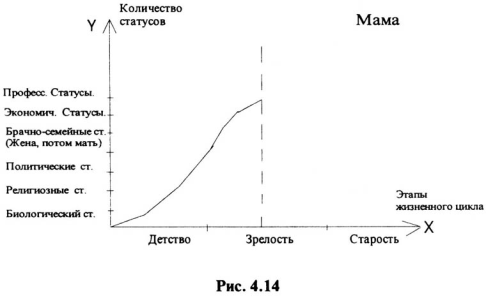 Количество
статусов
Y
Мама
Професс. Статусы.
Экономич. Статусы.
Брачно-семейные ст.
(Жена, потом мать)
Политические ст.
Религиозные ст.
Биологический ст.
Этапы
жизненного цикла
X
Детство Зрелость Старость
Рис. 4.14